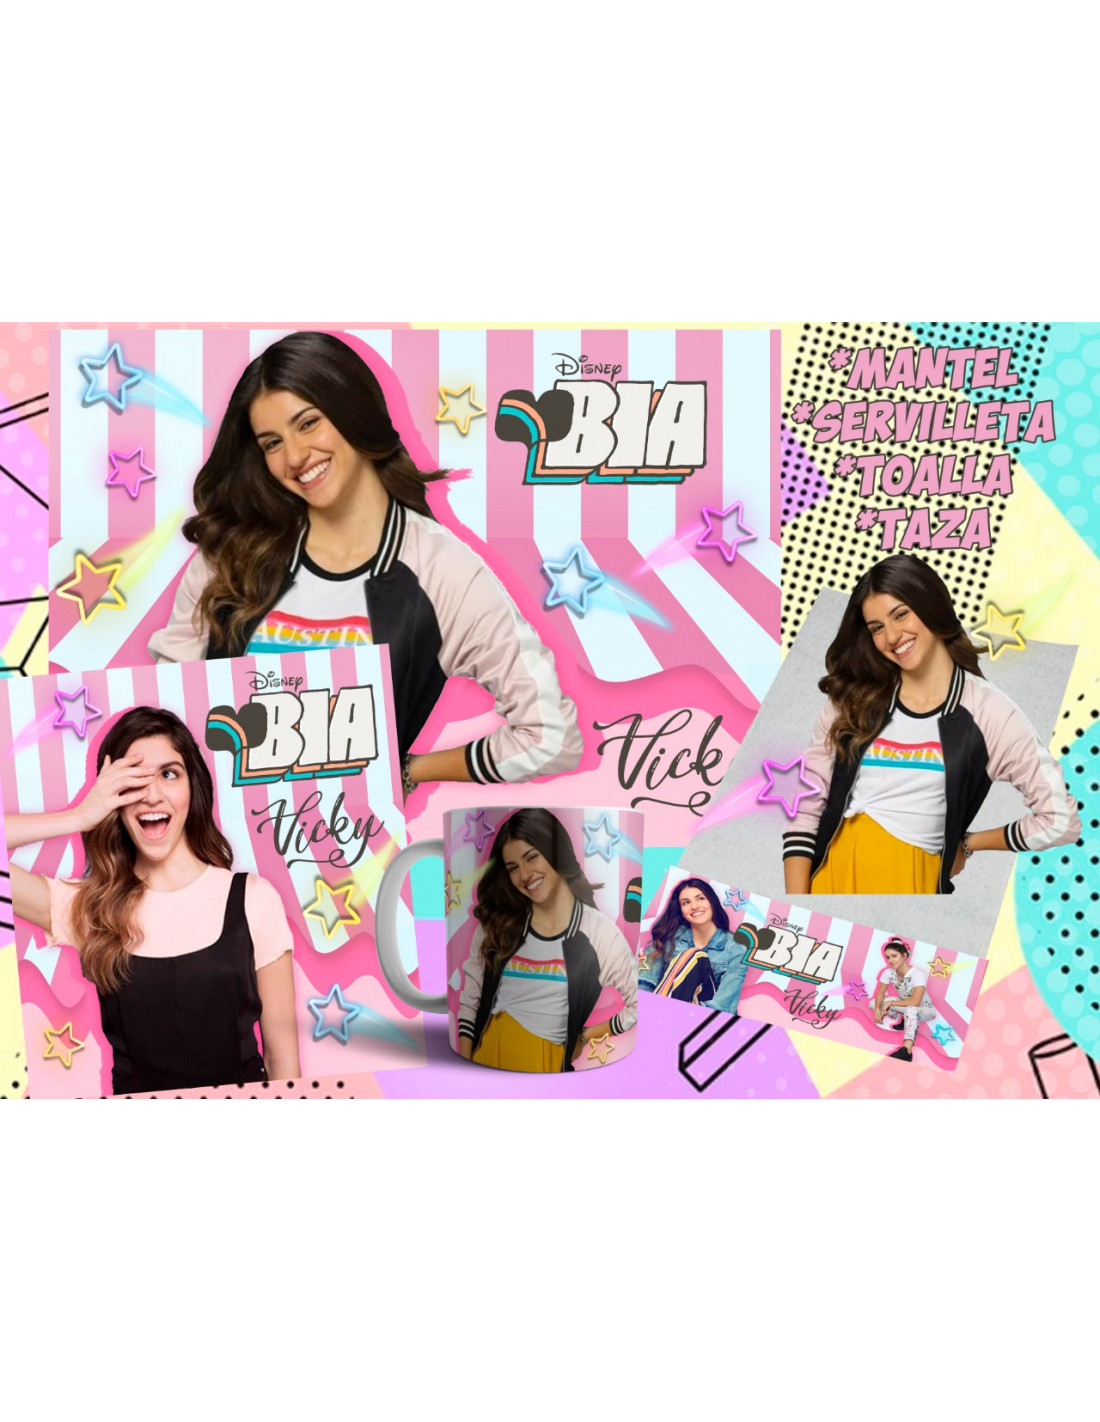 DISNEY
BIA
*MANTEL
*SERVILLETA
*TOALLA
*TAZA
AUSTIN
Vick
DISNEY
BIA
Vicky
AUSTIN
AUSTIN
DISNEY
BIA
Vicky